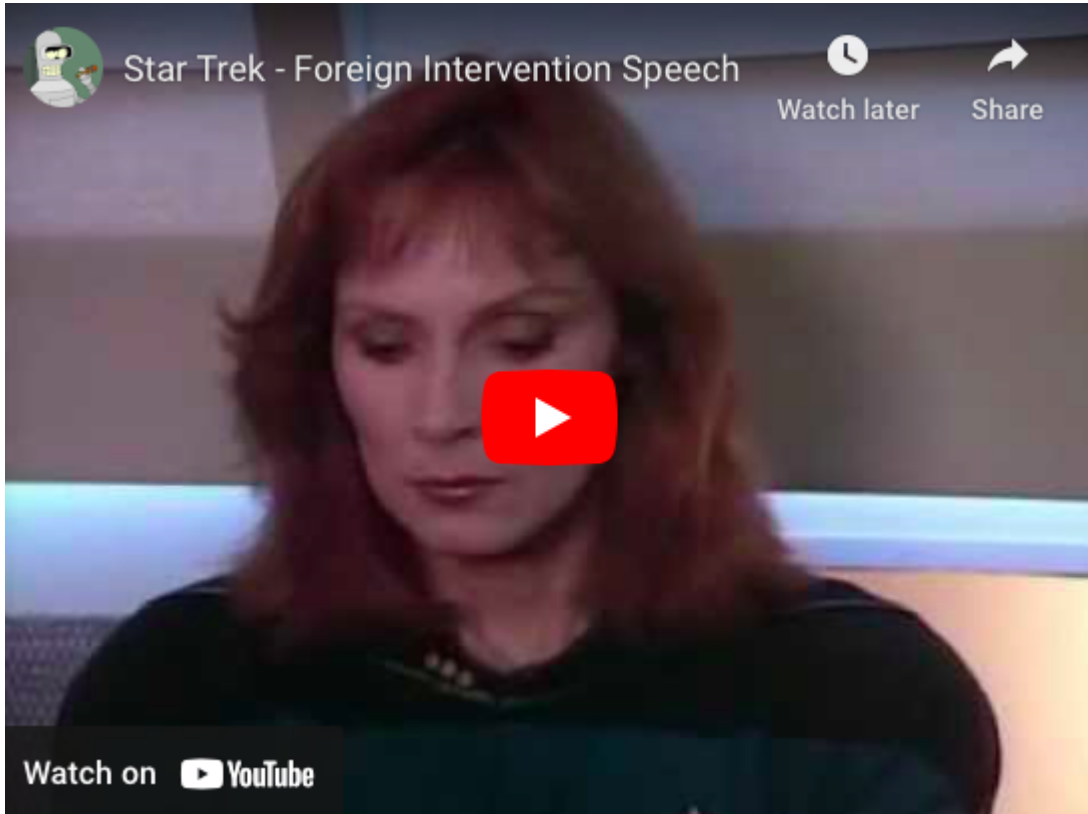 Star Trek - Foreign Intervention Speech
Watch later
Share
Watch on YouTube